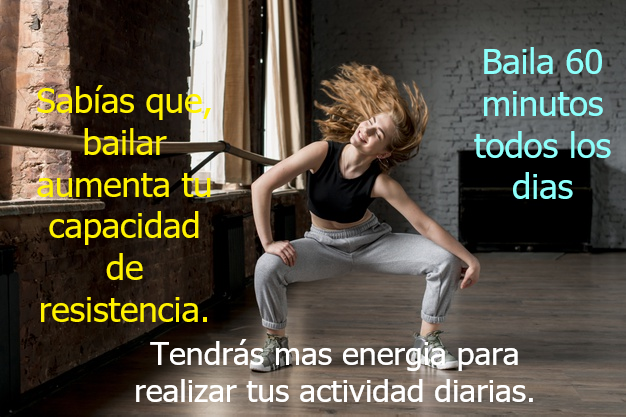 Sabías que,
bailar
aumenta tu
capacidad
de
resistencia.
Baila 60
minutos
todos los
dias
Tendrás mas energia para
realizar tus actividad diarias.